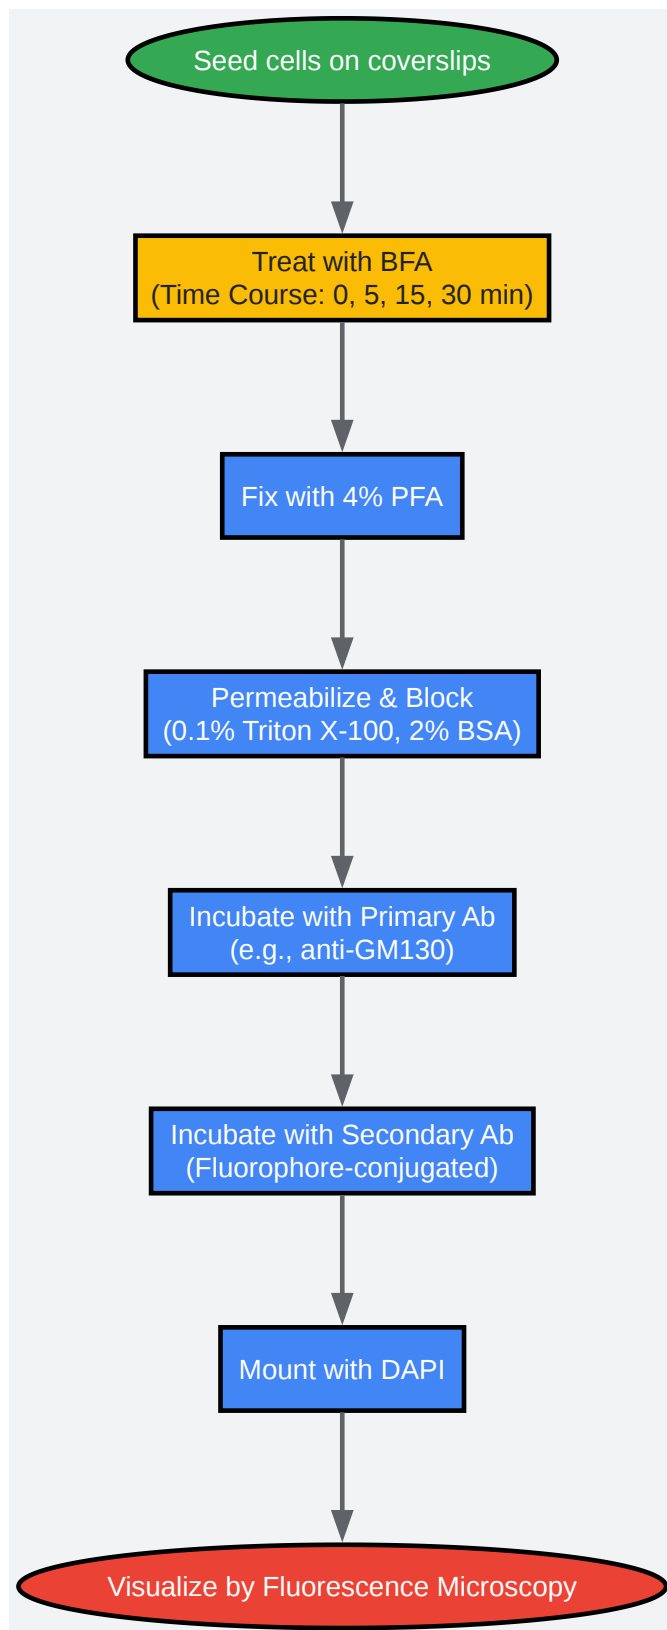 Seed cells on coverslips
Treat with BFA
(Time Course: 0, 5, 15, 30 min)
Fix with 4% PFA
Permeabilize & Block
(0.1% Triton X-100, 2% BSA)
Incubate with Primary Ab
(e.g., anti-GM130)
Incubate with Secondary Ab
(Fluorophore-conjugated)
Mount with DAPI
Visualize by Fluorescence Microscopy